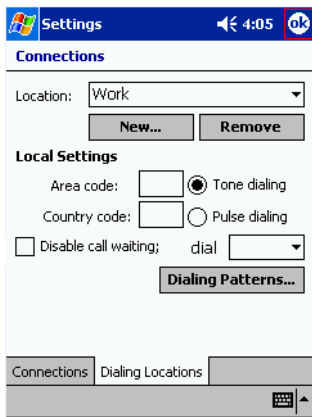 Settings 4:05 ok
Connections
Location: Work
New... Remove
Local Settings
Area code: Tone dialing
Country code: Pulse dialing
Disable call waiting; dial
Dialing Patterns...
Connections Dialing Locations